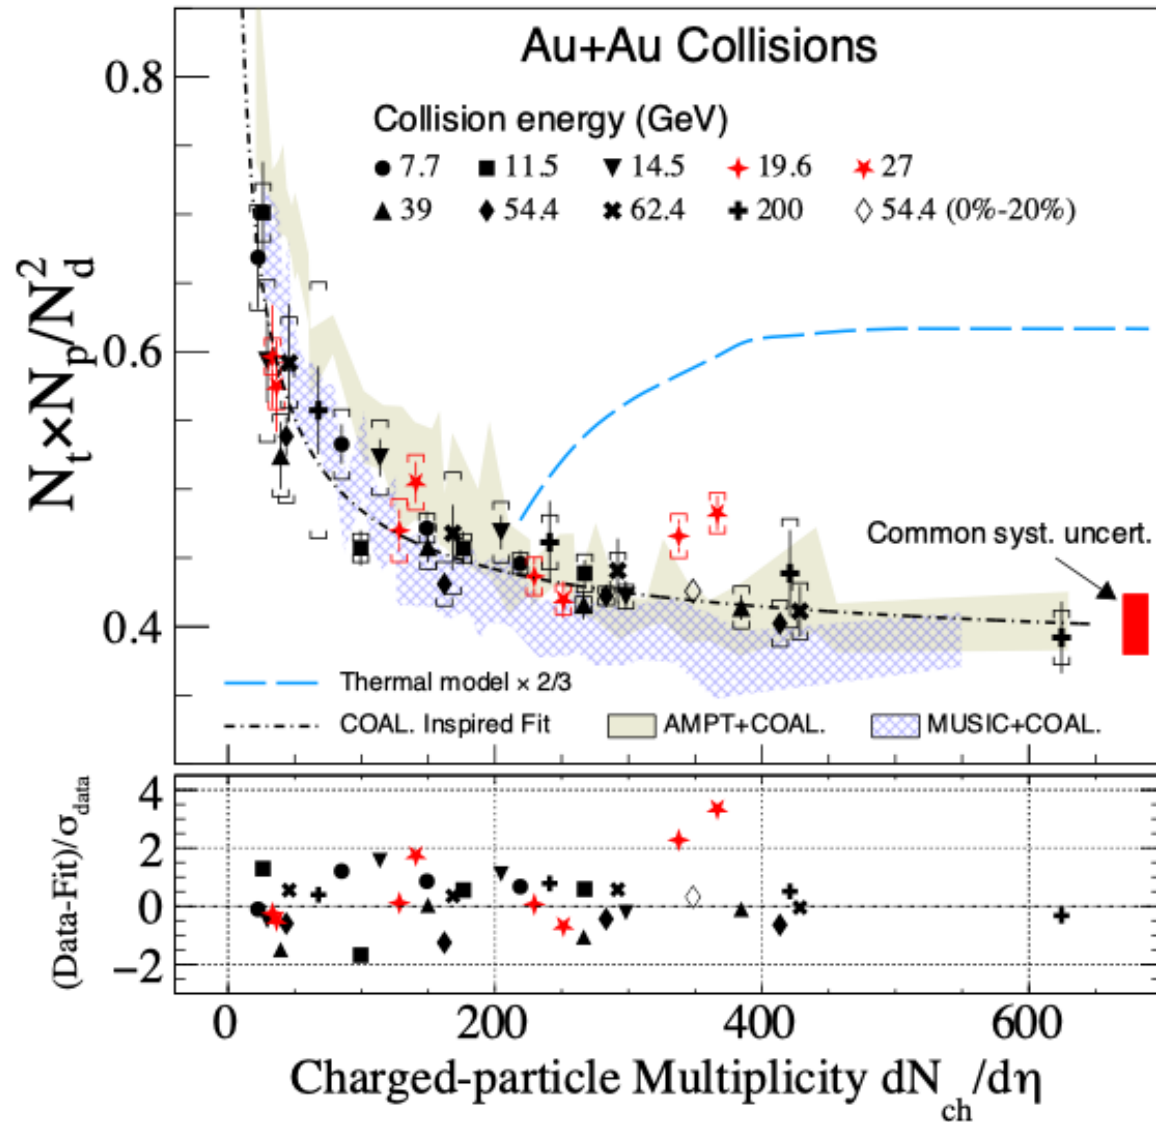 Au+Au Collisions
Collision energy (GeV)
7.7 11.5 14.5 19.6 27
39 54.4 62.4 200 54.4 (0%-20%)
0.8
0.6
0.4
N_t×N_p/N_d^2
Common syst. uncert.
Thermal model × 2/3
COAL. Inspired Fit AMPT+COAL. MUSIC+COAL.
4
2
0
−2
(Data-Fit)/σ_data
0 200 400 600
Charged-particle Multiplicity dN_ch/dη